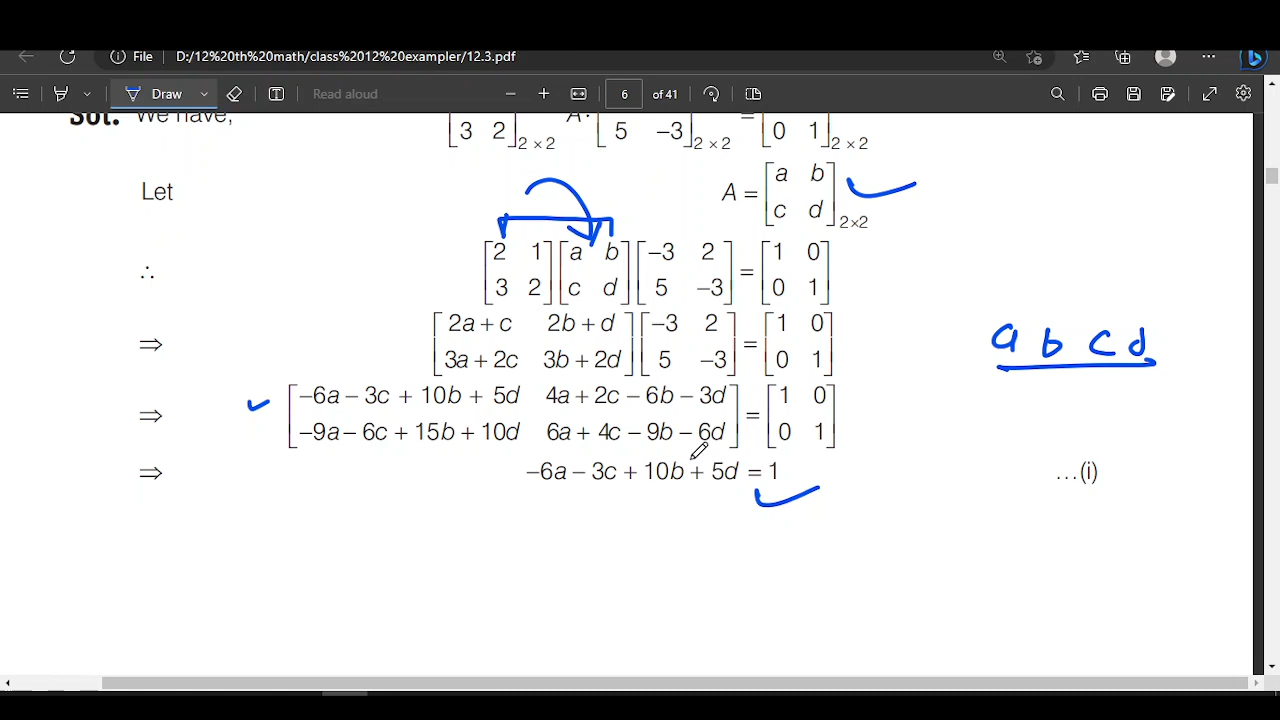 File D:/12%20th%20math/class%2012%20exampler/12.3.pdf
Draw Read aloud 6 of 41
Sol. We have, [ 3 2 ]2×2 A· [ 5 −3 ]2×2 = [ 0 1 ]2×2
Let A = [ a b
c d ]2×2
∴ [ 2 1 ] [ a b ] [ −3 2 ] = [ 1 0 ]
[ 3 2 ] [ c d ] [ 5 −3 ] [ 0 1 ]
⇒ [ 2a + c 2b + d ] [ −3 2 ] = [ 1 0 ]
[ 3a + 2c 3b + 2d ] [ 5 −3 ] [ 0 1 ]
a b c d
⇒ [ −6a − 3c + 10b + 5d 4a + 2c − 6b − 3d ] = [ 1 0 ]
[ −9a − 6c + 15b + 10d 6a + 4c − 9b − 6d ] [ 0 1 ]
⇒ −6a − 3c + 10b + 5d = 1 …(i)